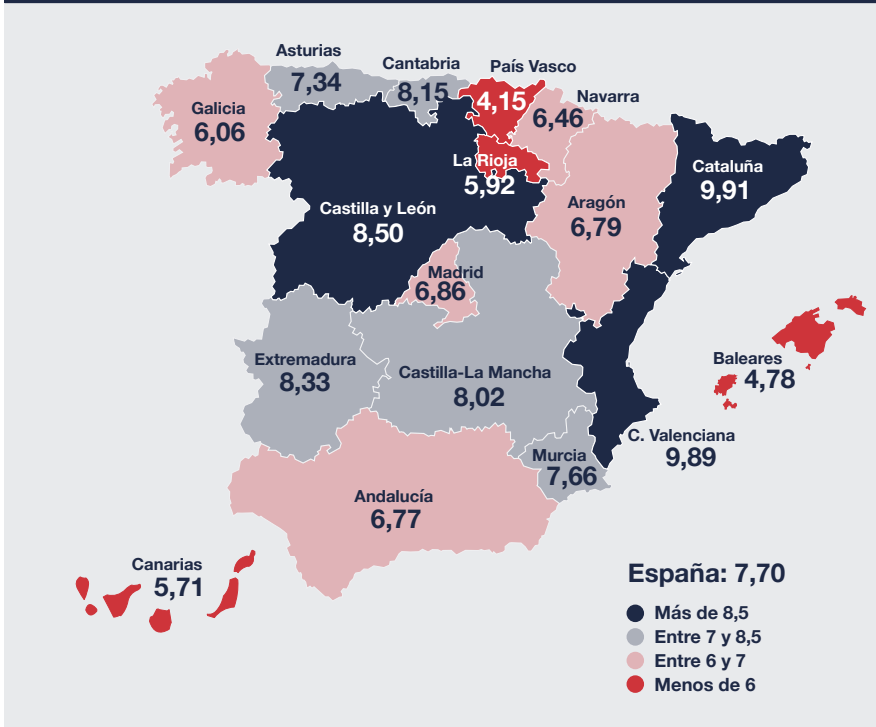 Asturias
7,34
Cantabria
8,15
País Vasco
4,15
Navarra
6,46
Galicia
6,06
La Rioja
5,92
Cataluña
9,91
Castilla y León
8,50
Aragón
6,79
Madrid
6,86
Extremadura
8,33
Castilla-La Mancha
8,02
Baleares
4,78
C. Valenciana
9,89
Murcia
7,66
Andalucía
6,77
Canarias
5,71
España: 7,70
Más de 8,5
Entre 7 y 8,5
Entre 6 y 7
Menos de 6